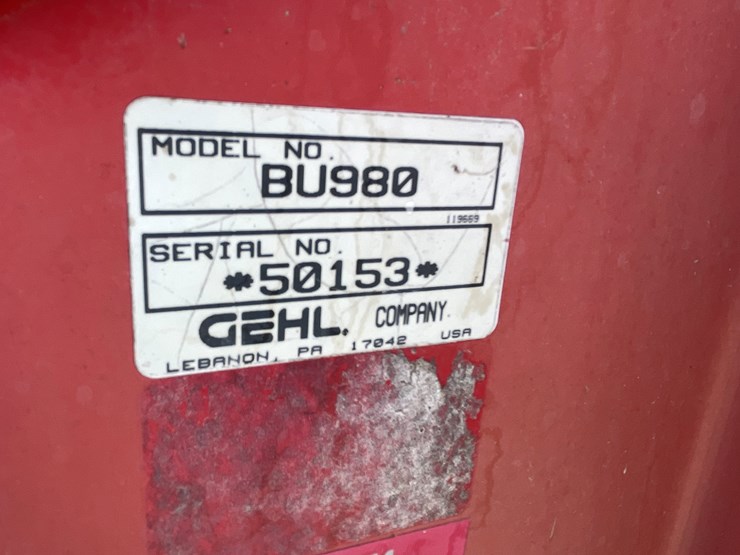 MODEL NO.
BU980
119669
SERIAL NO.
*50153*
GEHL. COMPANY.
LEBANON, PA 17042 USA